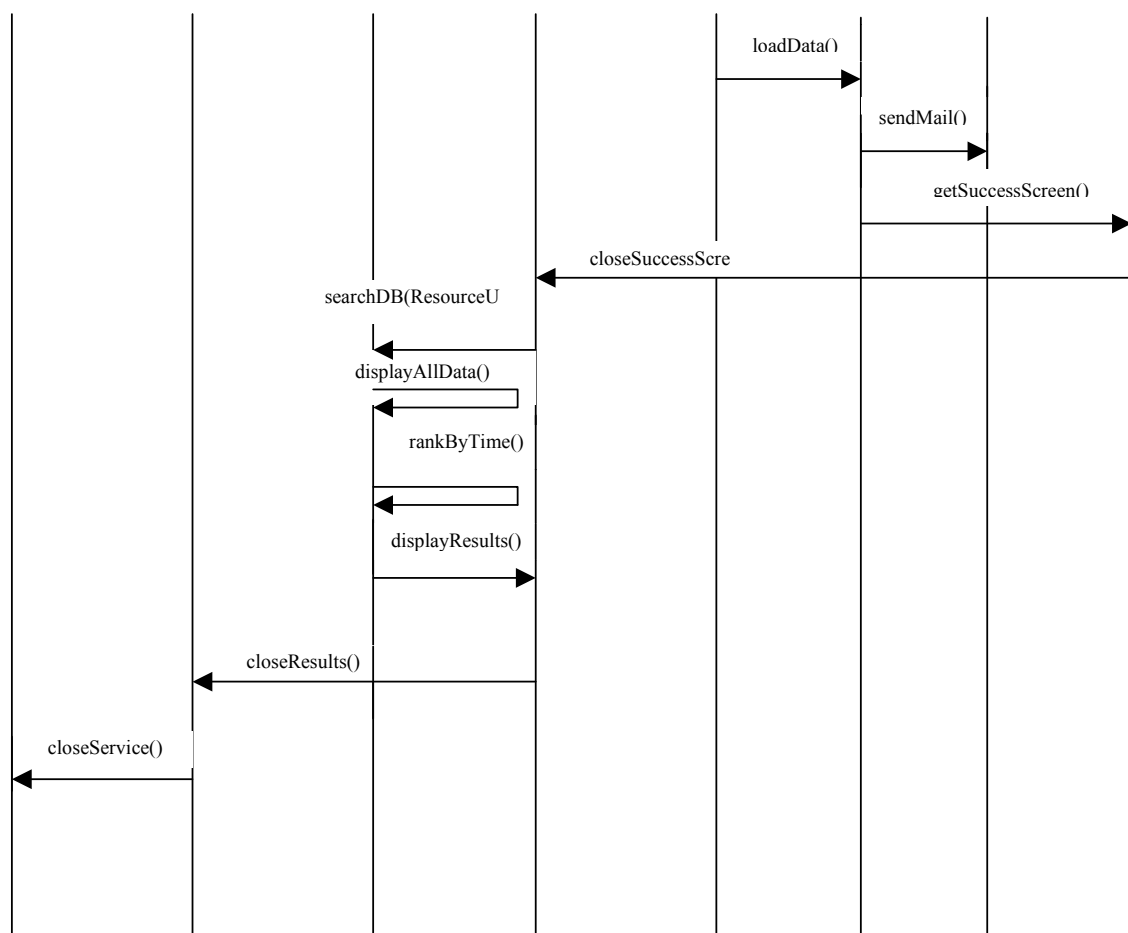 loadData()
sendMail()
getSuccessScreen()
closeSuccessScre
searchDB(ResourceU
displayAllData()
rankByTime()
displayResults()
closeResults()
closeService()